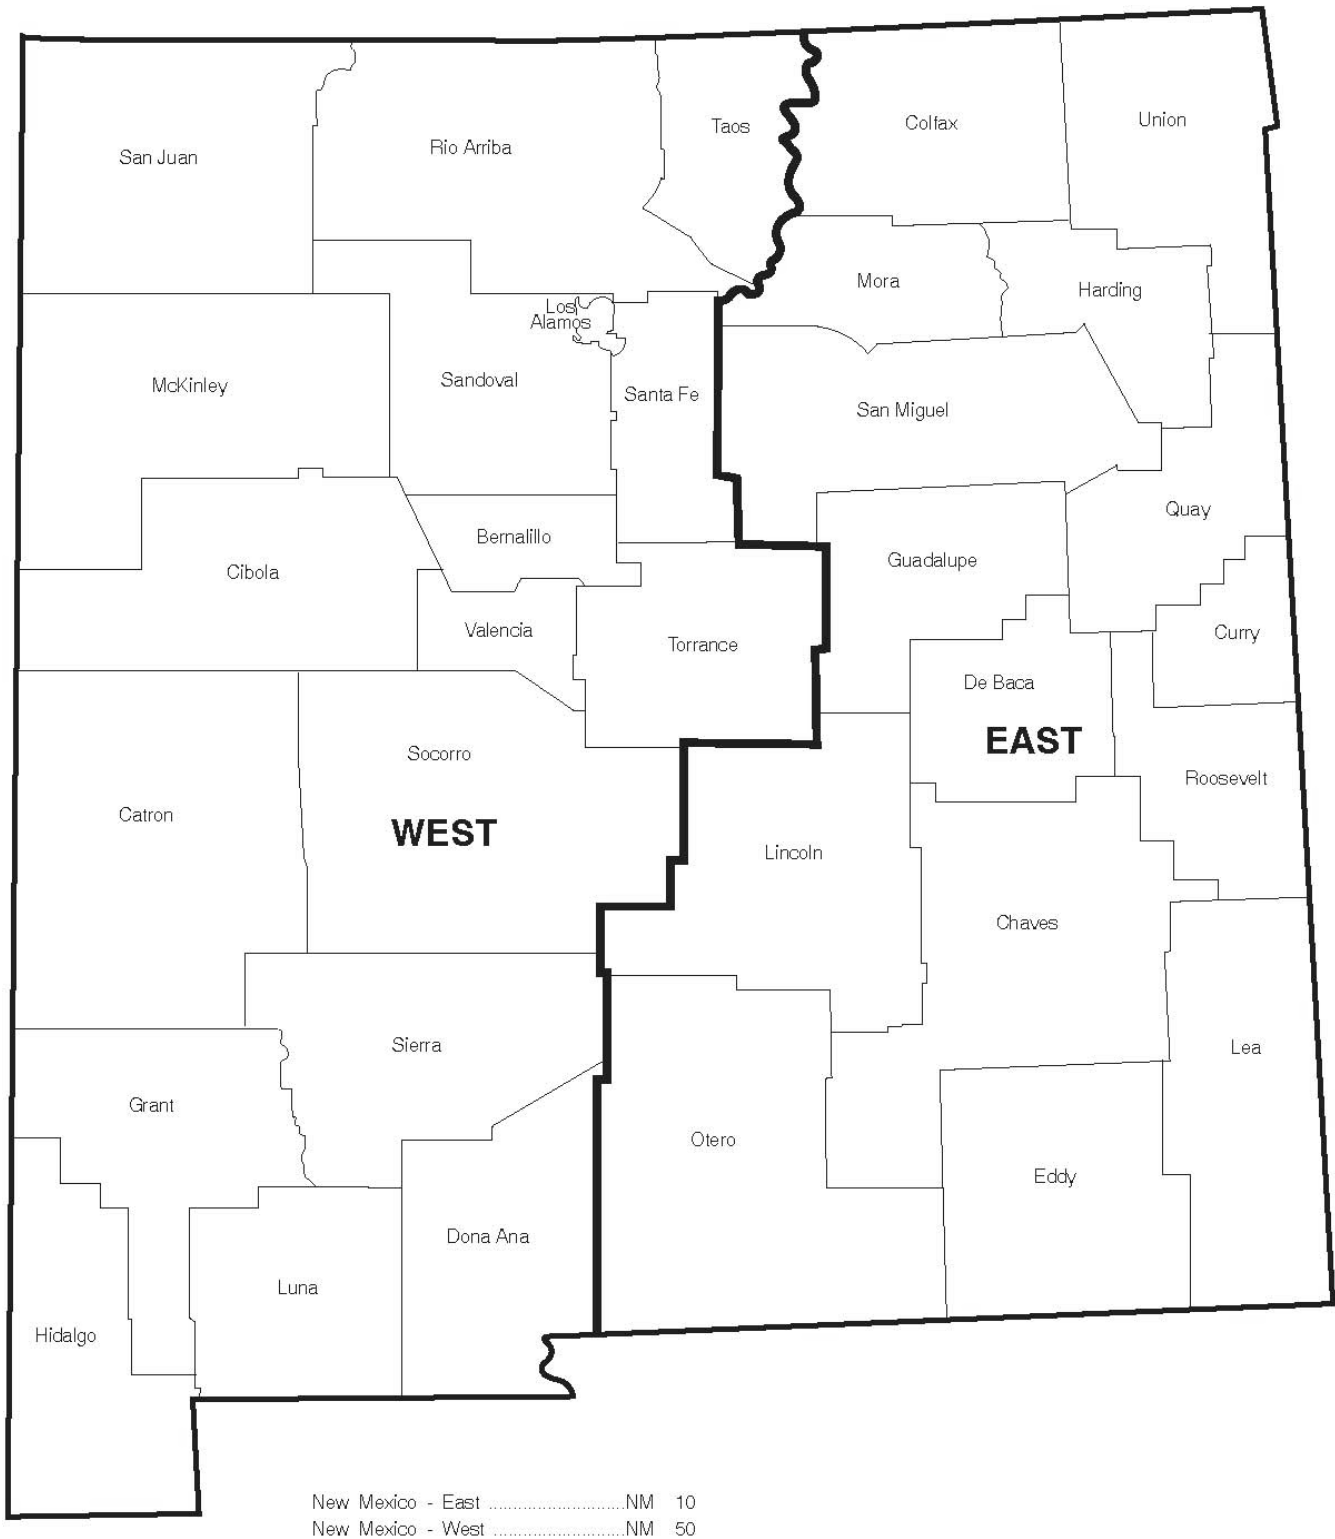 Union
Colfax
Taos
Rio Arriba
San Juan
Mora
Harding
Los
Alamos
Sandoval
McKinley
Santa Fe
San Miguel
Quay
Bernalillo
Guadalupe
Cibola
Valencia
Curry
Torrance
De Baca
EAST
Socorro
Roosevelt
Catron
WEST
Lincoln
Chaves
Sierra
Lea
Grant
Otero
Eddy
Dona Ana
Luna
Hidalgo
New Mexico - East ............................NM 10
New Mexico - West ...........................NM 50